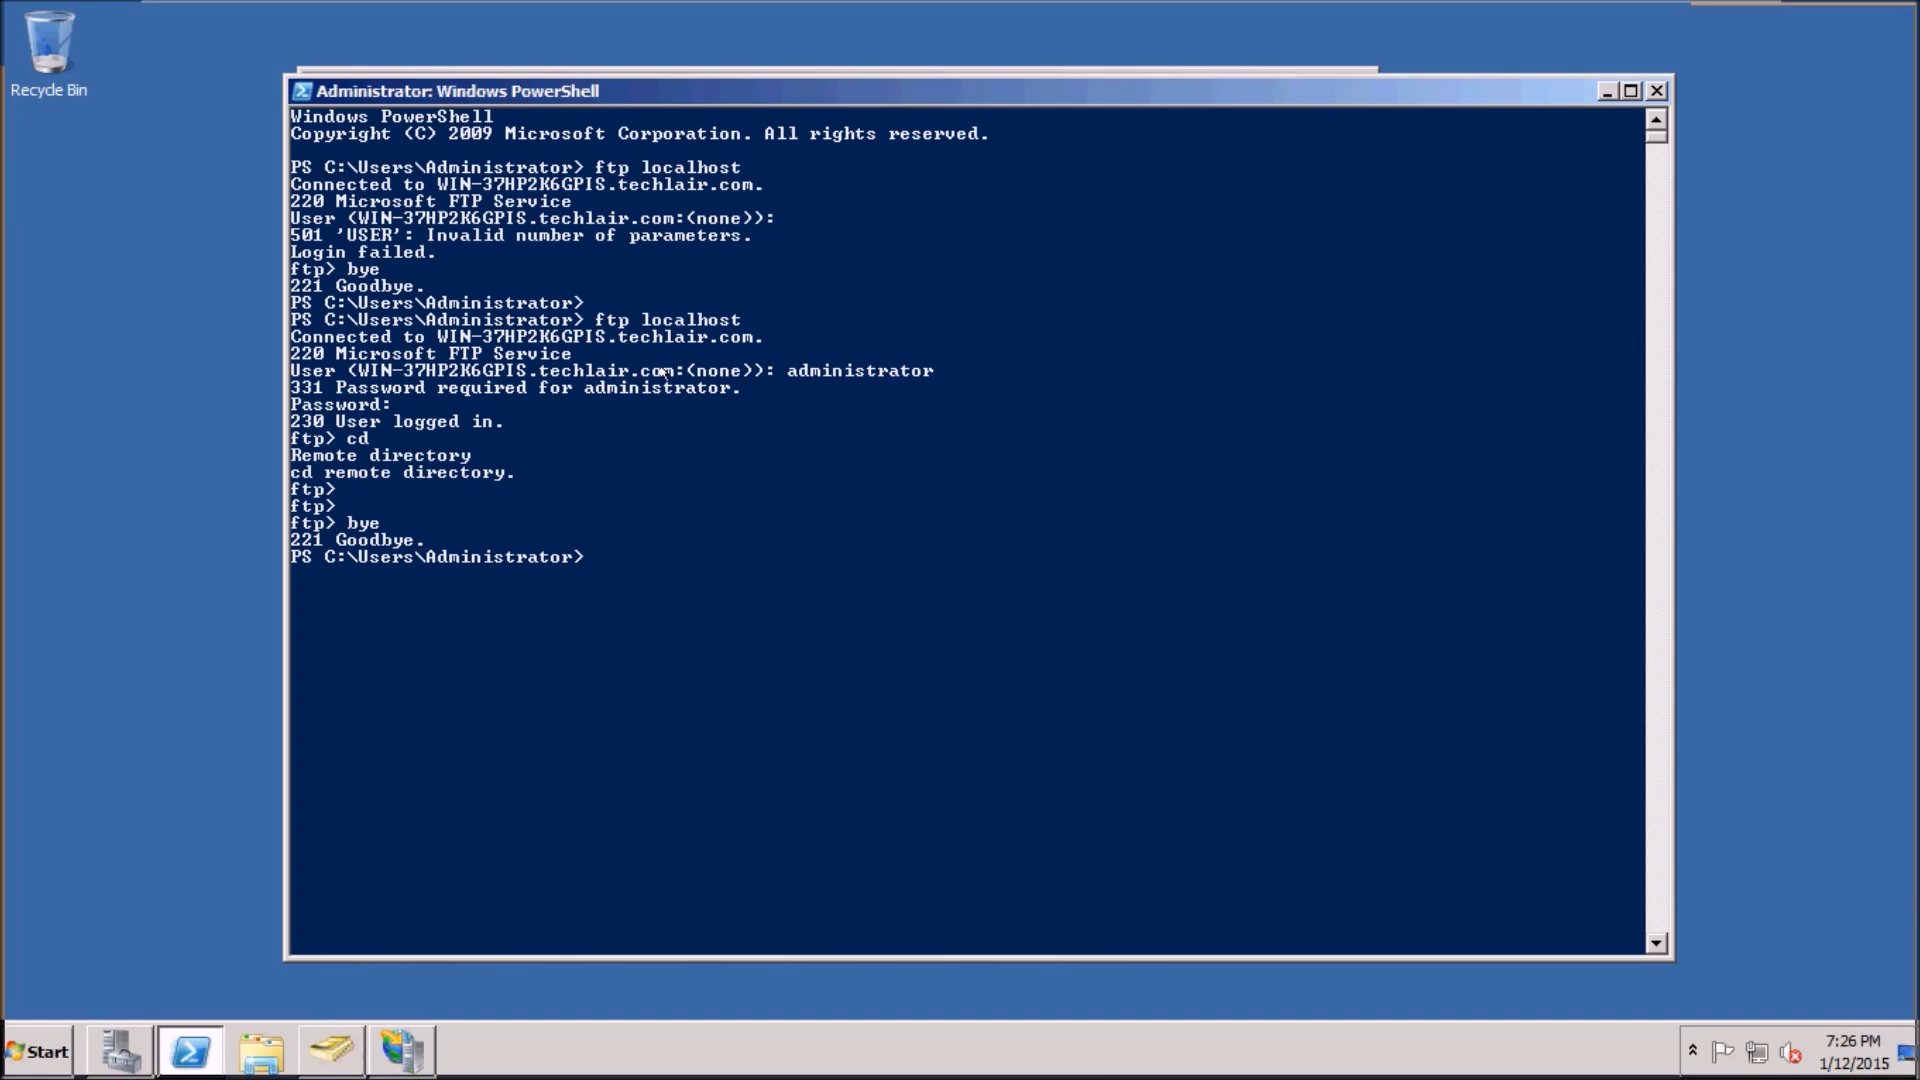 Recycle Bin
Administrator: Windows PowerShell
Windows PowerShell
Copyright (C) 2009 Microsoft Corporation. All rights reserved.
PS C:\Users\Administrator> ftp localhost
Connected to WIN-37HP2K6GPIS.techlair.com.
220 Microsoft FTP Service
User (WIN-37HP2K6GPIS.techlair.com:(none)):
501 'USER': Invalid number of parameters.
Login failed.
ftp> bye
221 Goodbye.
PS C:\Users\Administrator>
PS C:\Users\Administrator> ftp localhost
Connected to WIN-37HP2K6GPIS.techlair.com.
220 Microsoft FTP Service
User (WIN-37HP2K6GPIS.techlair.com:(none)): administrator
331 Password required for administrator.
Password:
230 User logged in.
ftp> cd
Remote directory
cd remote directory.
ftp>
ftp>
ftp> bye
221 Goodbye.
PS C:\Users\Administrator>
Start
7:26 PM
1/12/2015